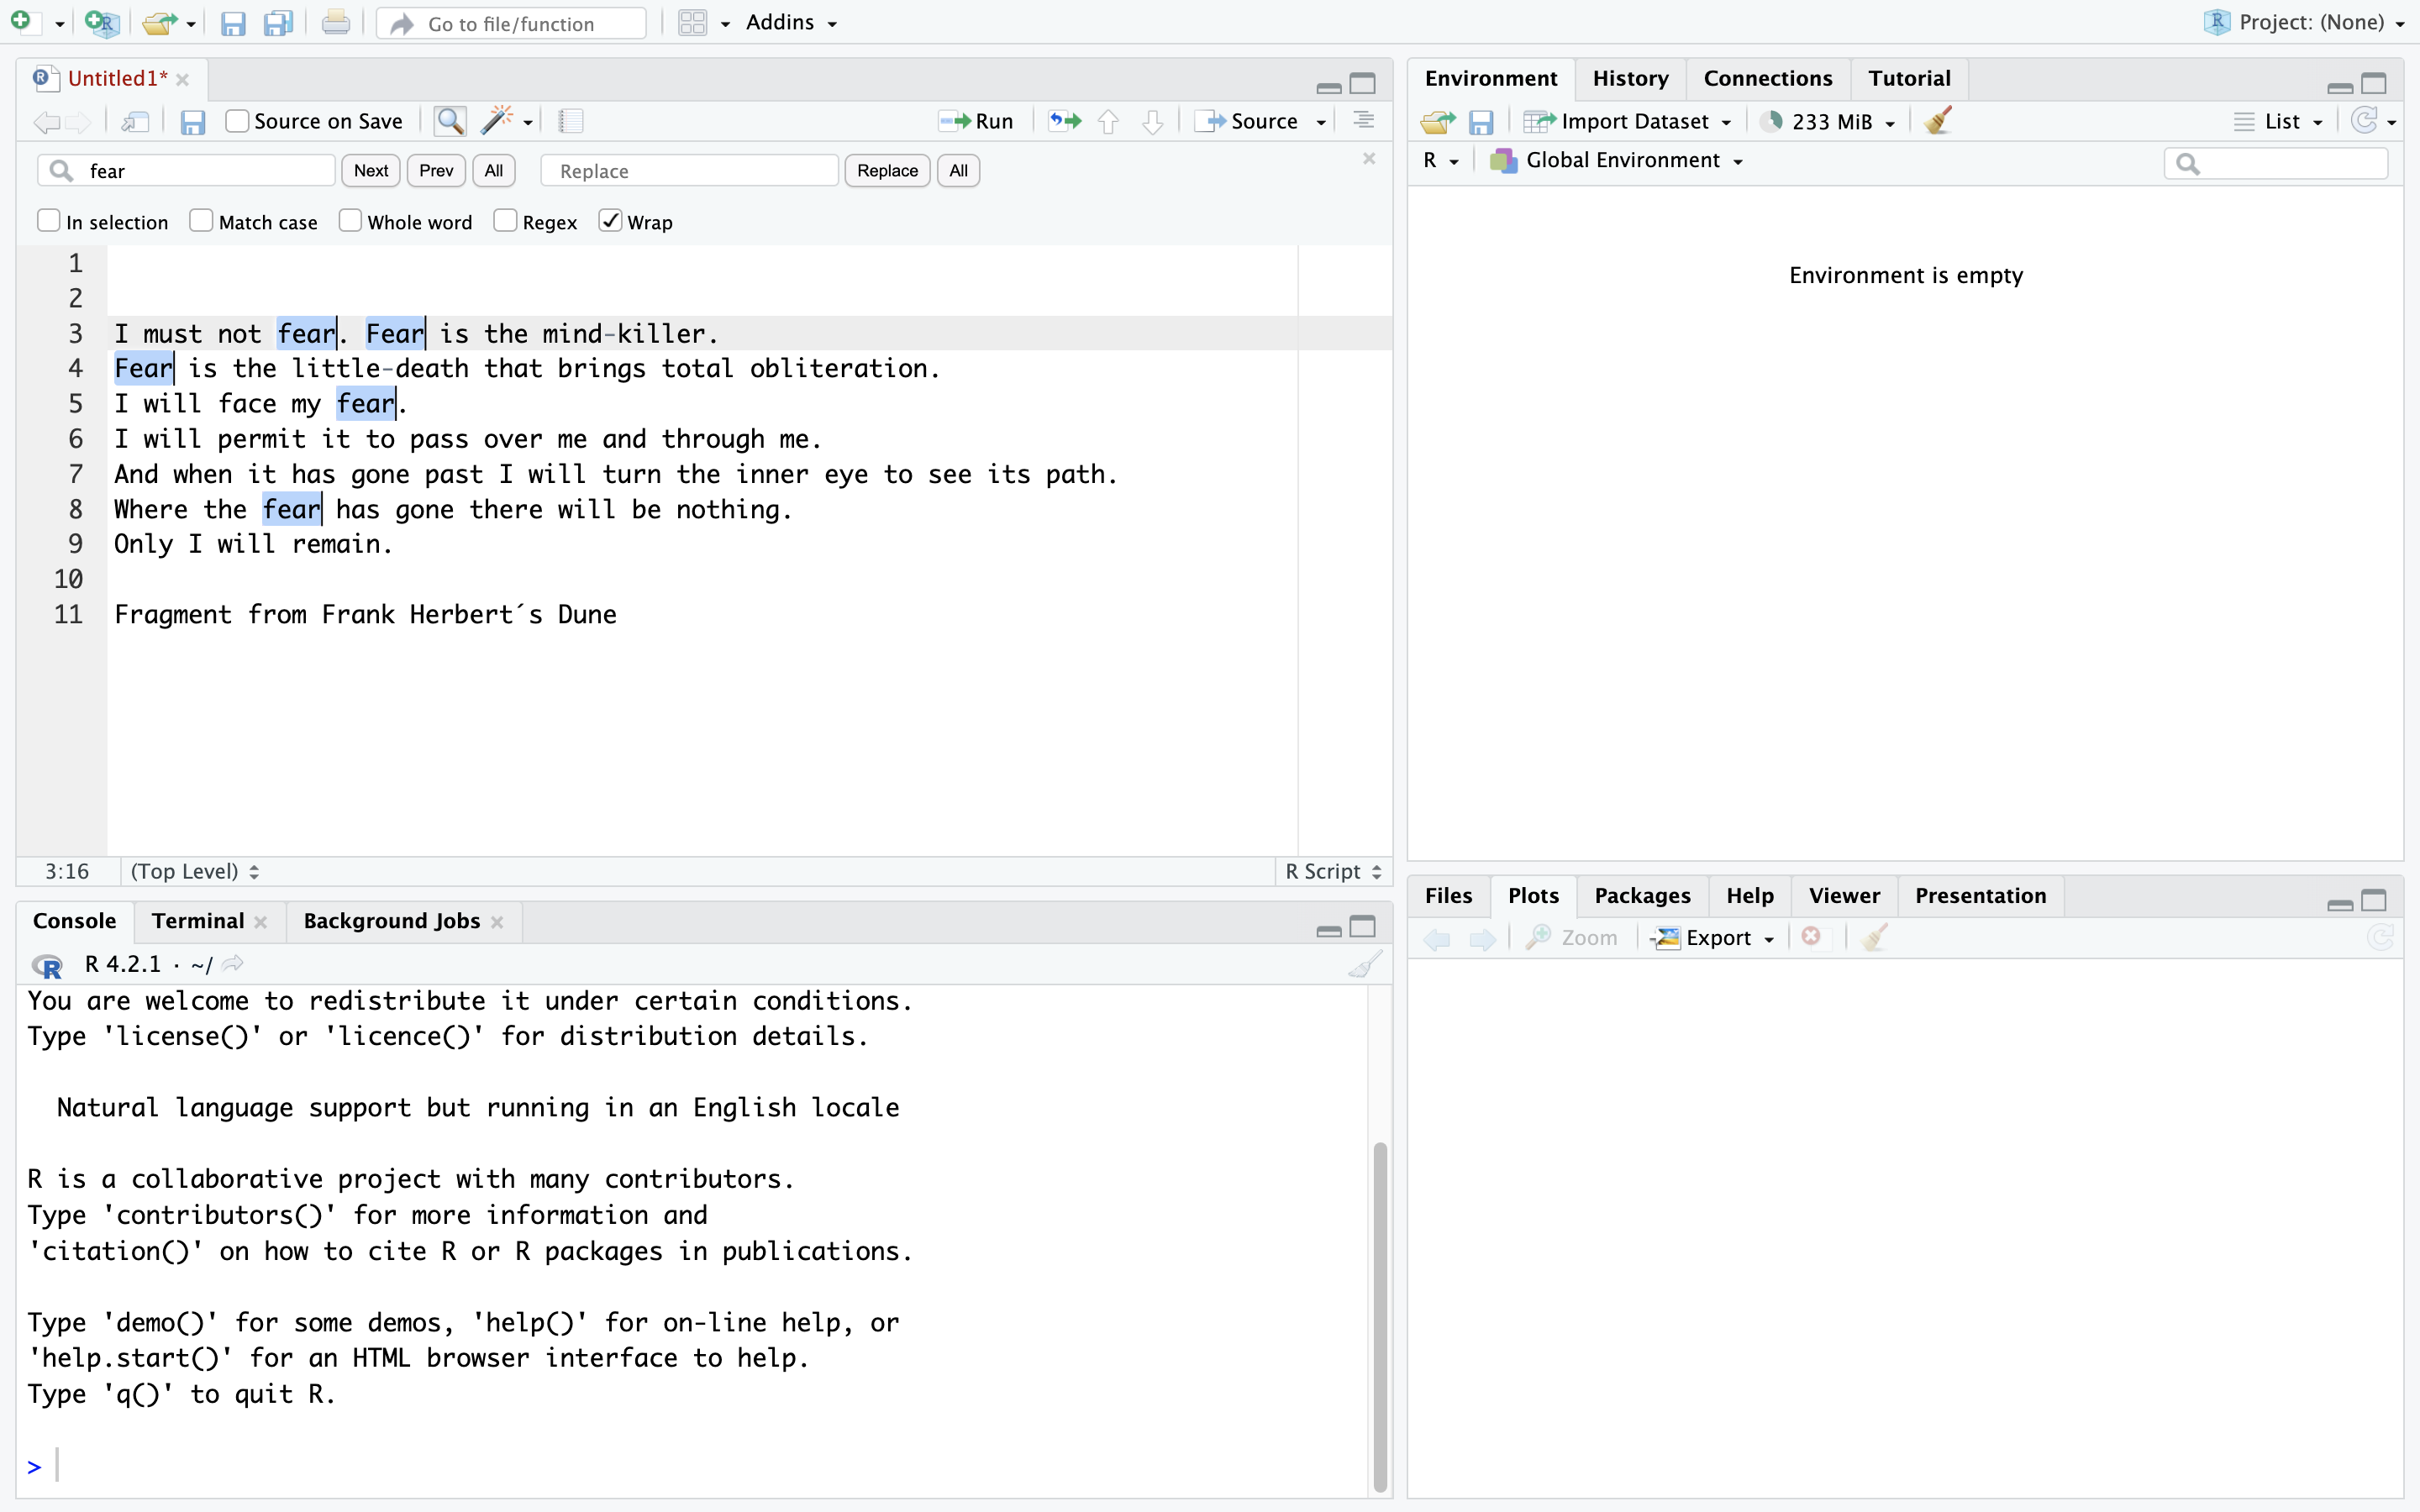 Go to file/function Addins Project: (None)
Untitled1*
Source on Save Run Source
fear Next Prev All Replace Replace All
In selection Match case Whole word Regex Wrap
1
2
3 I must not fear. Fear is the mind-killer.
4 Fear is the little-death that brings total obliteration.
5 I will face my fear.
6 I will permit it to pass over me and through me.
7 And when it has gone past I will turn the inner eye to see its path.
8 Where the fear has gone there will be nothing.
9 Only I will remain.
10
11 Fragment from Frank Herbert´s Dune
3:16 (Top Level) R Script
Console Terminal Background Jobs
R 4.2.1 · ~/
You are welcome to redistribute it under certain conditions.
Type 'license()' or 'licence()' for distribution details.
Natural language support but running in an English locale
R is a collaborative project with many contributors.
Type 'contributors()' for more information and
'citation()' on how to cite R or R packages in publications.
Type 'demo()' for some demos, 'help()' for on-line help, or
'help.start()' for an HTML browser interface to help.
Type 'q()' to quit R.
>
Environment History Connections Tutorial
Import Dataset 233 MiB List
R Global Environment
Environment is empty
Files Plots Packages Help Viewer Presentation
Zoom Export